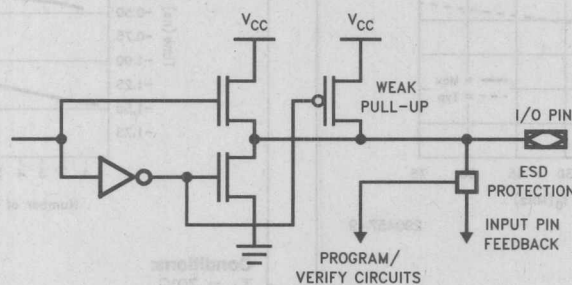 VCC
VCC
WEAK
PULL-UP
I/O PIN
ESD
PROTECTION
INPUT PIN
FEEDBACK
PROGRAM/
VERIFY CIRCUITS